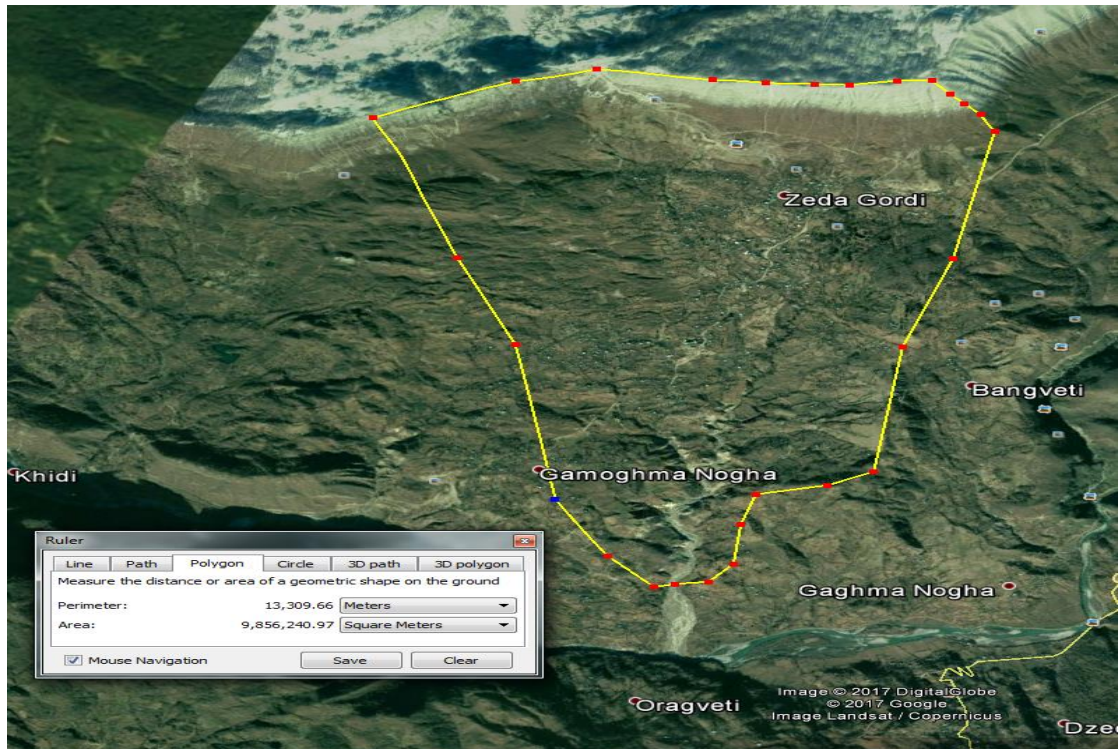 Zeda Gordi
Bangveti
Khidi
Gamoghma Nogha
Ruler
Line Path Polygon Circle 3D path 3D polygon
Measure the distance or area of a geometric shape on the ground
Perimeter: 13,309.66 Meters
Area: 9,856,240.97 Square Meters
Mouse Navigation Save Clear
Gaghma Nogha
Oragveti
Image © 2017 DigitalGlobe
© 2017 Google
Image Landsat / Copernicus
Dzed